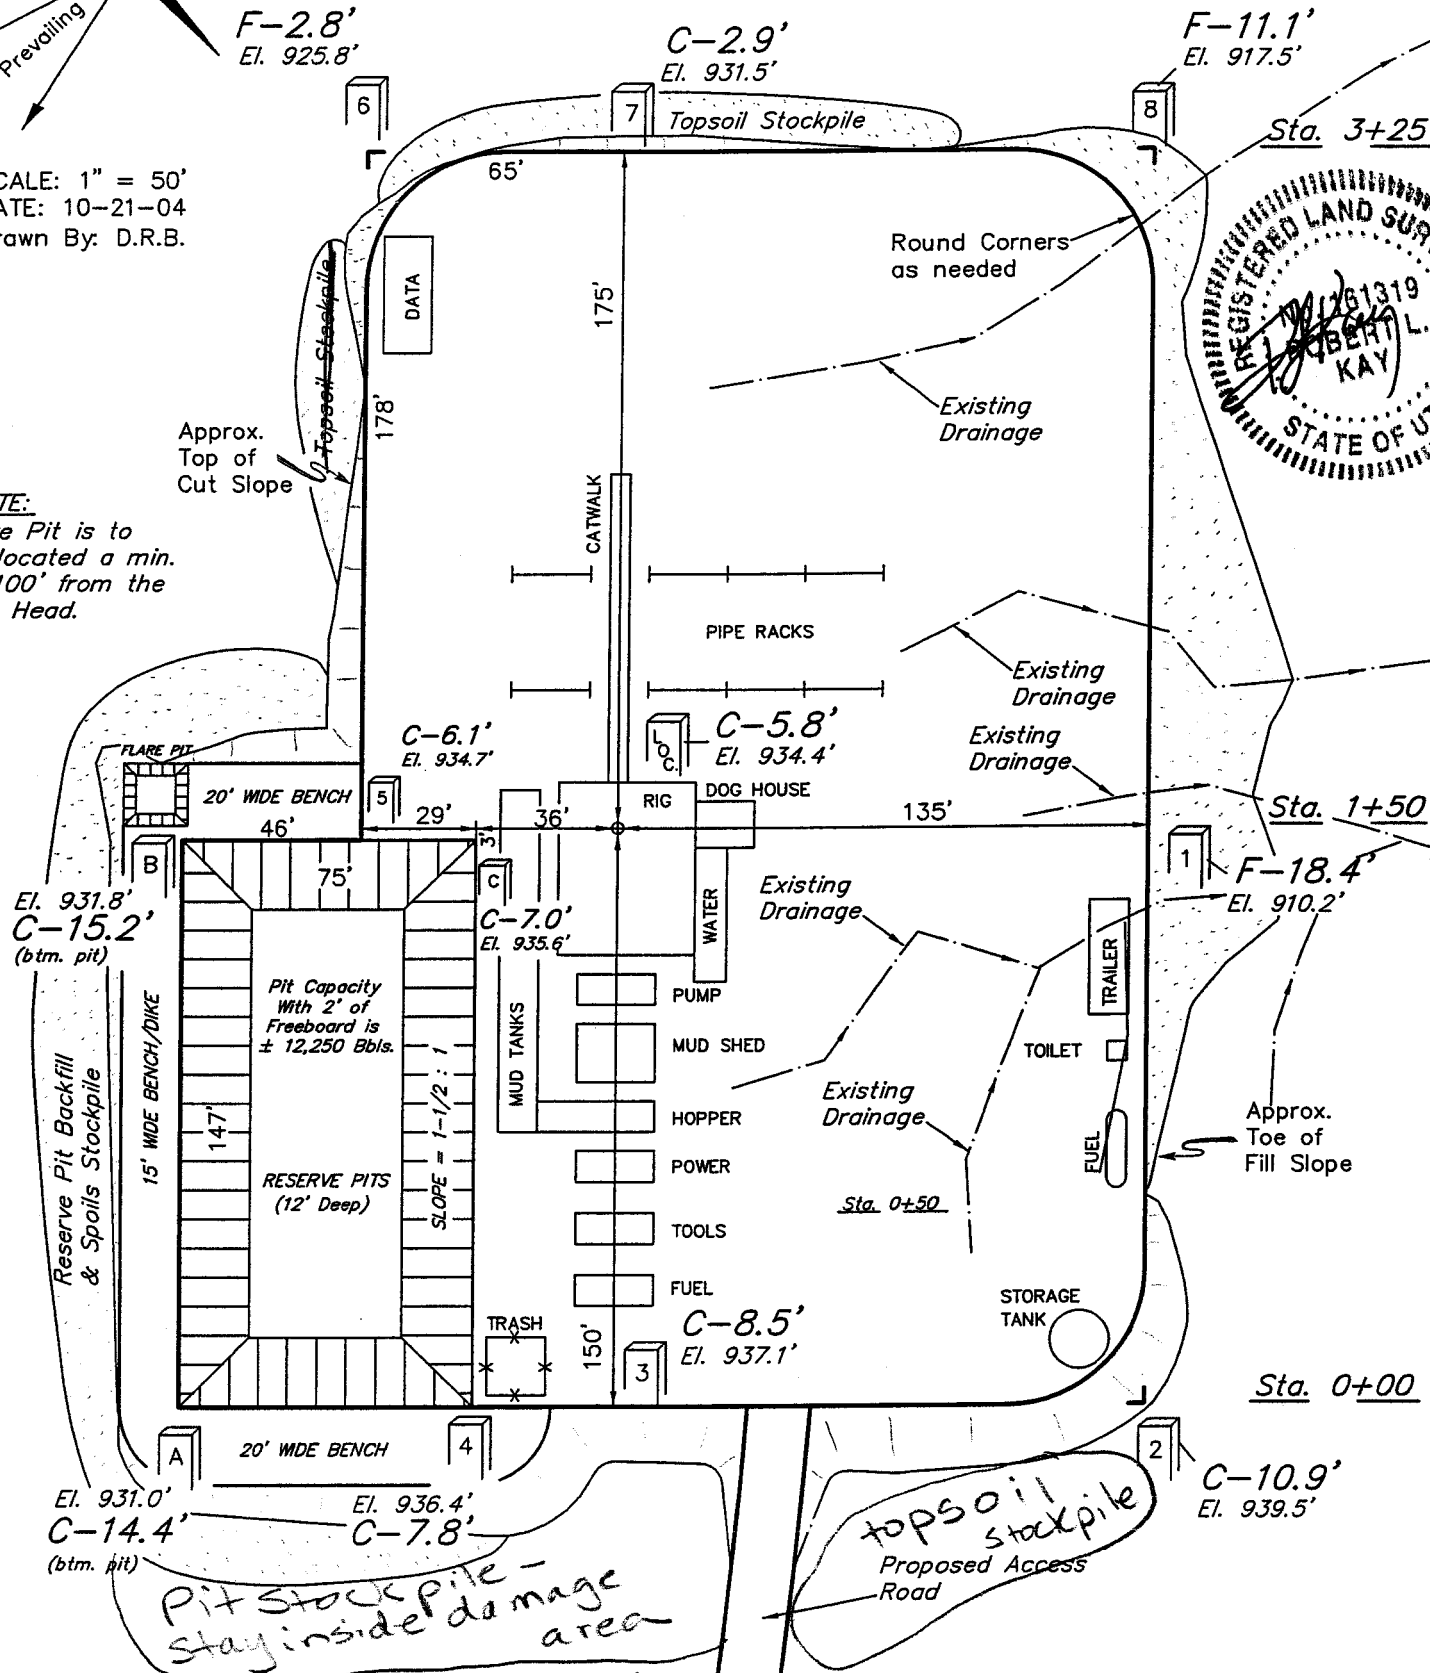 Prevailing
F-2.8'
El. 925.8'
C-2.9'
El. 931.5'
F-11.1'
El. 917.5'
6
7
8
Topsoil Stockpile
Sta. 3+25
65'
CALE: 1" = 50'
ATE: 10-21-04
rawn By: D.R.B.
REGISTERED LAND SUR
161319
ROBERT L.
KAY
STATE OF UT
Round Corners
as needed
DATA
Topsoil Stockpile
175'
178'
Existing
Drainage
Approx.
Top of
Cut Slope
CATWALK
TE:
e Pit is to
located a min.
100' from the
Head.
PIPE RACKS
Existing
Drainage
C-6.1'
El. 934.7'
LOC.
C-5.8'
El. 934.4'
Existing
Drainage
FLARE PIT
20' WIDE BENCH
5
RIG
DOG HOUSE
Sta. 1+50
46'
29'
36'
135'
3'
B
75'
C
1
F-18.4'
El. 910.2'
El. 931.8'
C-15.2'
(btm. pit)
C-7.0'
El. 935.6'
WATER
Existing
Drainage
TRAILER
Pit Capacity
With 2' of
Freeboard is
± 12,250 Bbls.
PUMP
MUD SHED
TOILET
MUD TANKS
15' WIDE BENCH/DIKE
Reserve Pit Backfill
& Spoils Stockpile
147'
SLOPE = 1-1/2 : 1
HOPPER
Existing
Drainage
Approx.
Toe of
Fill Slope
FUEL
RESERVE PITS
(12' Deep)
POWER
Sta. 0+50
TOOLS
FUEL
STORAGE
TANK
TRASH
150'
C-8.5'
El. 937.1'
3
Sta. 0+00
A
20' WIDE BENCH
4
2
C-10.9'
El. 939.5'
El. 931.0'
C-14.4'
(btm. pit)
El. 936.4'
C-7.8'
topsoil
stockpile
Proposed Access
Road
Pit Stockpile -
stay inside damage
area